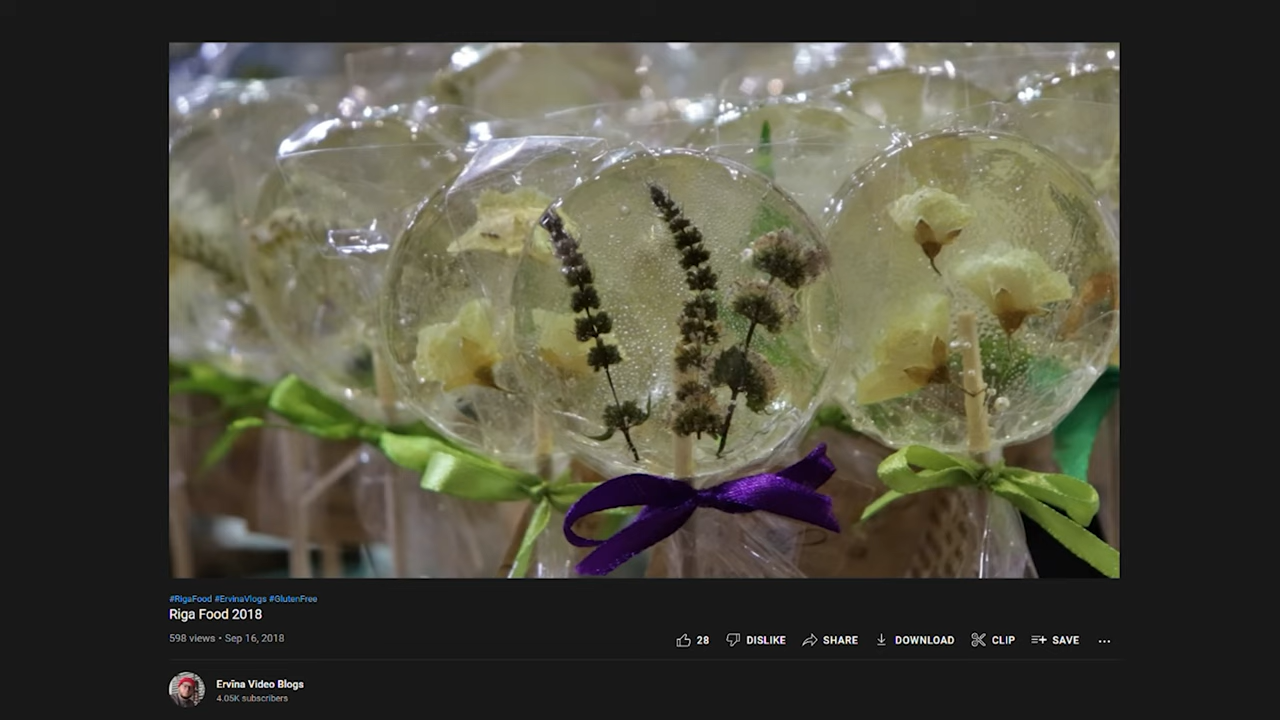 #RigaFood #ErvinaVlogs #GlutenFree
Riga Food 2018
598 views • Sep 16, 2018
28 DISLIKE SHARE DOWNLOAD CLIP SAVE ...
Ervīna Video Blogs
4.05K subscribers